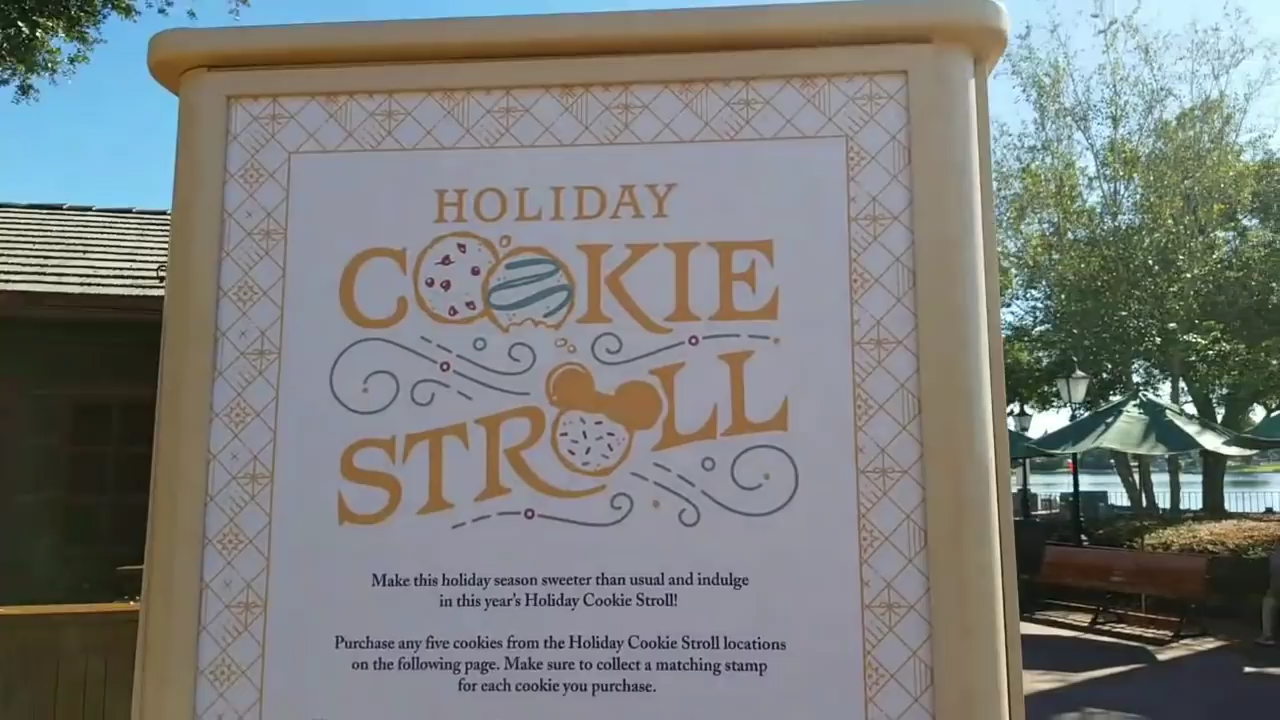 HOLIDAY
COOKIE
STROLL
Make this holiday season sweeter than usual and indulge
in this year's Holiday Cookie Stroll!
Purchase any five cookies from the Holiday Cookie Stroll locations
on the following page. Make sure to collect a matching stamp
for each cookie you purchase.